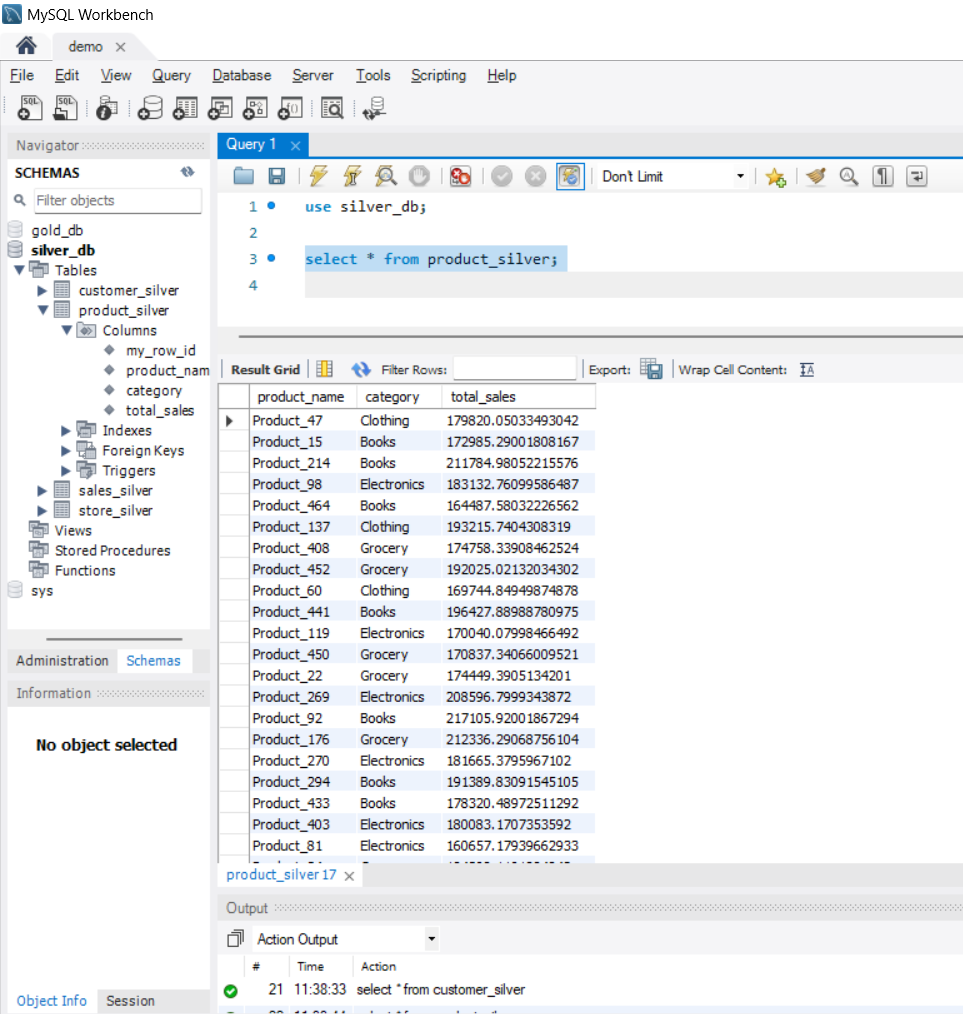 MySQL Workbench
demo
File Edit View Query Database Server Tools Scripting Help
Navigator
SCHEMAS
Filter objects
gold_db
silver_db
Tables
customer_silver
product_silver
Columns
my_row_id
product_nam
category
total_sales
Indexes
Foreign Keys
Triggers
sales_silver
store_silver
Views
Stored Procedures
Functions
sys
Administration Schemas
Information
No object selected
Object Info Session
Query 1
Don't Limit
1 use silver_db;
2
3 select * from product_silver;
4
Result Grid Filter Rows: Export: Wrap Cell Content:
product_name category total_sales
Product_47 Clothing 179820.05033493042
Product_15 Books 172985.29001808167
Product_214 Books 211784.98052215576
Product_98 Electronics 183132.76099586487
Product_464 Books 164487.58032226562
Product_137 Clothing 193215.7404308319
Product_408 Grocery 174758.33908462524
Product_452 Grocery 192025.02132034302
Product_60 Clothing 169744.84949874878
Product_441 Books 196427.88988780975
Product_119 Electronics 170040.07998466492
Product_450 Grocery 170837.34066009521
Product_22 Grocery 174449.3905134201
Product_269 Electronics 208596.7999343872
Product_92 Books 217105.92001867294
Product_176 Grocery 212336.29068756104
Product_270 Electronics 181665.3795967102
Product_294 Books 191389.83091545105
Product_433 Books 178320.48972511292
Product_403 Electronics 180083.1707353592
Product_81 Electronics 160657.17939662933
product_silver 17
Output
Action Output
# Time Action
21 11:38:33 select * from customer_silver